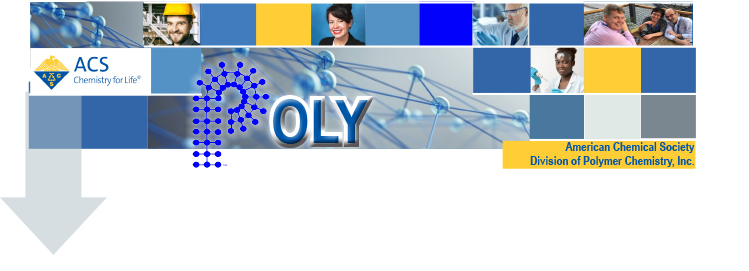 ACS
Chemistry for Life®
A C S
POLY
American Chemical Society
Division of Polymer Chemistry, Inc.